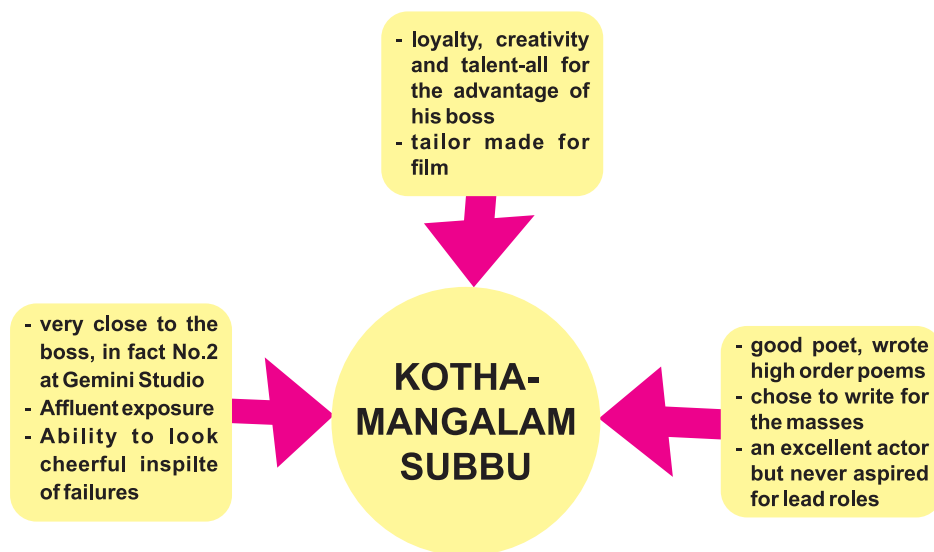 - loyalty, creativity
and talent-all for
the advantage of
his boss
- tailor made for
film
- very close to the
boss, in fact No.2
at Gemini Studio
- Affluent exposure
- Ability to look
cheerful inspilte
of failures
KOTHA-
MANGALAM
SUBBU
- good poet, wrote
high order poems
- chose to write for
the masses
- an excellent actor
but never aspired
for lead roles